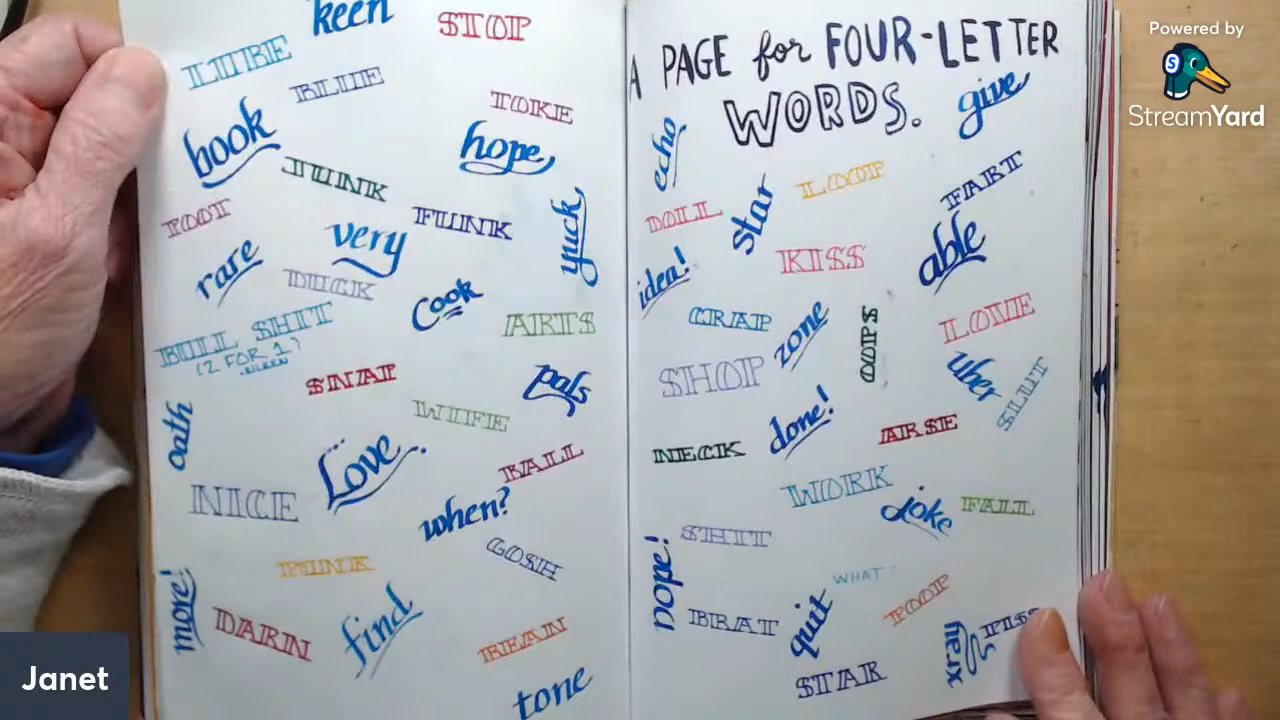 keen
STOP
LUBE
BLUE
TOKE
book
hope
JUNK
POOT
very
FUNK
yuck
rare
DUCK
Cook
ARTS
BULL SHIT
(2 FOR 1)
SNAP
pals
WIFE
oath
Love
BALL
NICE
when?
GOSH
PUNK
more!
DARN
find
BEAN
tone
A PAGE for FOUR-LETTER
WORDS.
give
echo
LOOP
FART
DOLL
star
KISS
able
idea!
CRAP
zone
OOPS
LOVE
SHOP
uber
SLUT
done!
NECK
ARSE
WORK
joke
FALL
SHIT
DOPE!
WHAT
POOP
BRAT
quit
xray
PISS
STAR
Powered by
StreamYard
Janet